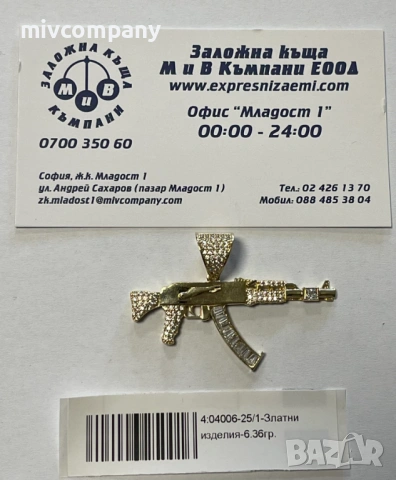 mivcompany
ЗАЛОЖНА КЪЩА
М и В
КЪМПАНИ
0700 350 60
Заложна къща
М и В Къмпани ЕООД
www.expresnizaemi.com
Офис "Младост 1"
00:00 - 24:00
София, ж.к. Младост 1
ул. Андрей Сахаров (пазар Младост 1)
zk.mladost1@mivcompany.com
Тел.: 02 426 13 70
Мобил: 088 485 38 04
4:04006-25/1-Златни
изделия-6.36гр.
bazar